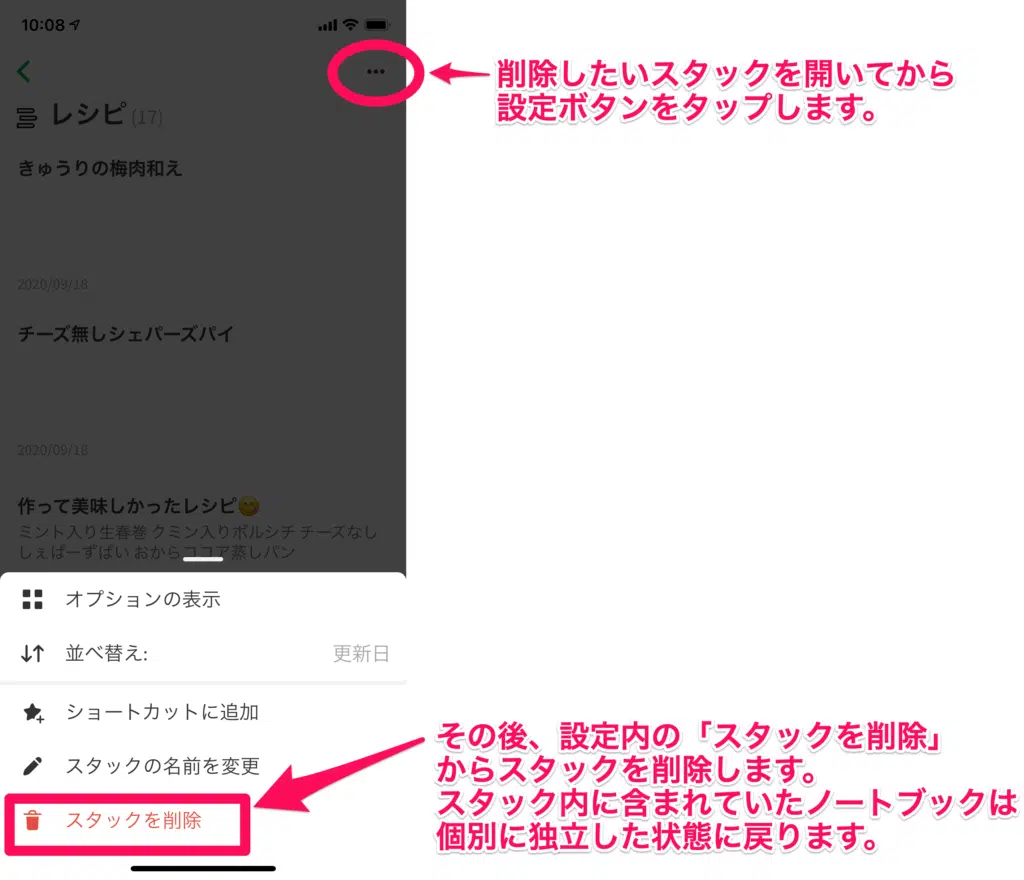 10:08
レシピ (17)
きゅうりの梅肉和え
2020/09/18
チーズ無しシェパーズパイ
2020/09/18
作って美味しかったレシピ😋
ミント入り生春巻 クミン入りボルシチ チーズなし
しぇぱーずぱい おからココア蒸しパン
オプションの表示
並べ替え: 更新日
ショートカットに追加
スタックの名前を変更
スタックを削除
削除したいスタックを開いてから
設定ボタンをタップします。
その後、設定内の「スタックを削除」
からスタックを削除します。
スタック内に含まれていたノートブックは
個別に独立した状態に戻ります。